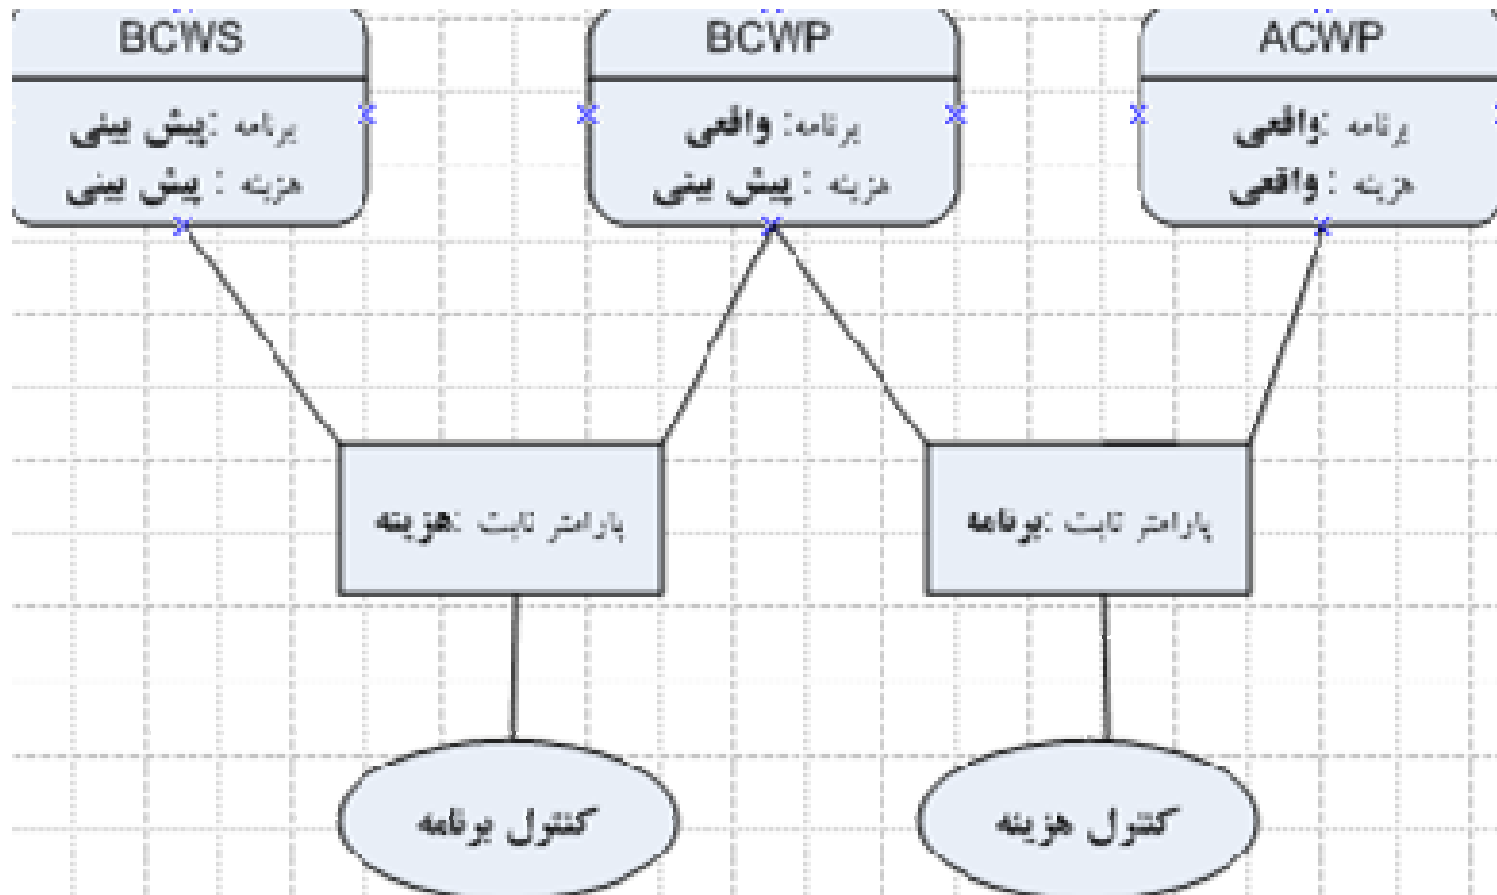 BCWS
برنامه :پیش بینی
هزینه : پیش بینی
BCWP
برنامه: واقعی
هزینه : پیش بینی
ACWP
برنامه :واقعی
هزینه : واقعی
پارامتر ثابت :هزینه
پارامتر ثابت :برنامه
کنترل برنامه
کنترل هزینه